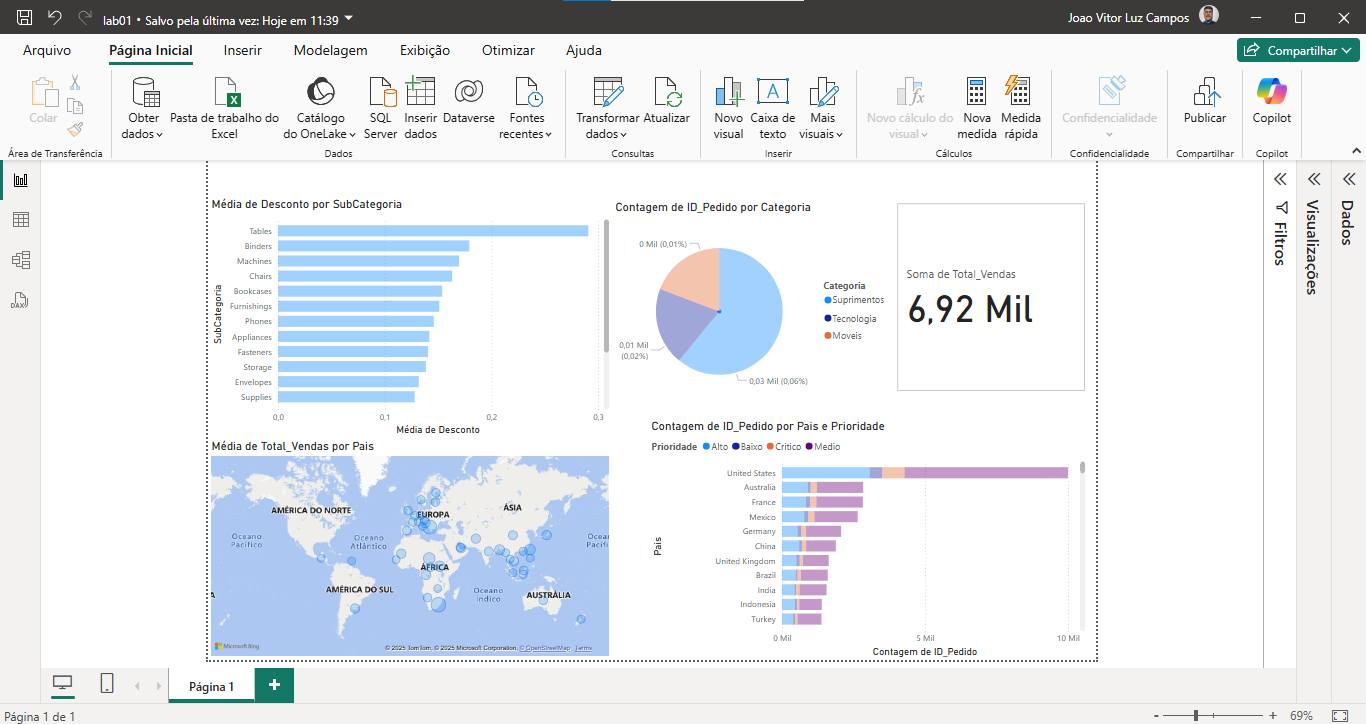 lab01 • Salvo pela última vez: Hoje em 11:39
Joao Vitor Luz Campos
Arquivo
Página Inicial
Inserir
Modelagem
Exibição
Otimizar
Ajuda
Compartilhar
Colar
Obter dados
Pasta de trabalho do Excel
Catálogo do OneLake
SQL Server
Inserir dados
Dataverse
Fontes recentes
Transformar dados
Atualizar
Novo visual
Caixa de texto
Mais visuais
Novo cálculo do visual
Nova medida
Medida rápida
Confidencialidade
Publicar
Copilot
Área de Transferência
Dados
Consultas
Inserir
Cálculos
Confidencialidade
Compartilhar
Copilot
DAX
Média de Desconto por SubCategoria
SubCategoria
Tables
Binders
Machines
Chairs
Bookcases
Furnishings
Phones
Appliances
Fasteners
Storage
Envelopes
Supplies
0,0
0,1
0,2
0,3
Média de Desconto
Contagem de ID_Pedido por Categoria
0 Mil (0,01%)
0,01 Mil
(0,02%)
0,03 Mil (0,06%)
Categoria
Suprimentos
Tecnologia
Moveis
Soma de Total_Vendas
6,92 Mil
Média de Total_Vendas por Pais
AMÉRICA DO NORTE
EUROPA
ÁSIA
Oceano
Pacífico
Oceano
Atlântico
Pací
ÁFRICA
AMÉRICA DO SUL
Oceano
Índico
AUSTRÁLIA
Microsoft Bing
© 2025 TomTom, © 2025 Microsoft Corporation, © OpenStreetMap Terms
Contagem de ID_Pedido por Pais e Prioridade
Prioridade
Alto
Baixo
Critico
Medio
Pais
United States
Australia
France
Mexico
Germany
China
United Kingdom
Brazil
India
Indonesia
Turkey
0 Mil
5 Mil
10 Mil
Contagem de ID_Pedido
Filtros
Visualizações
Dados
Página 1
Página 1 de 1
69%